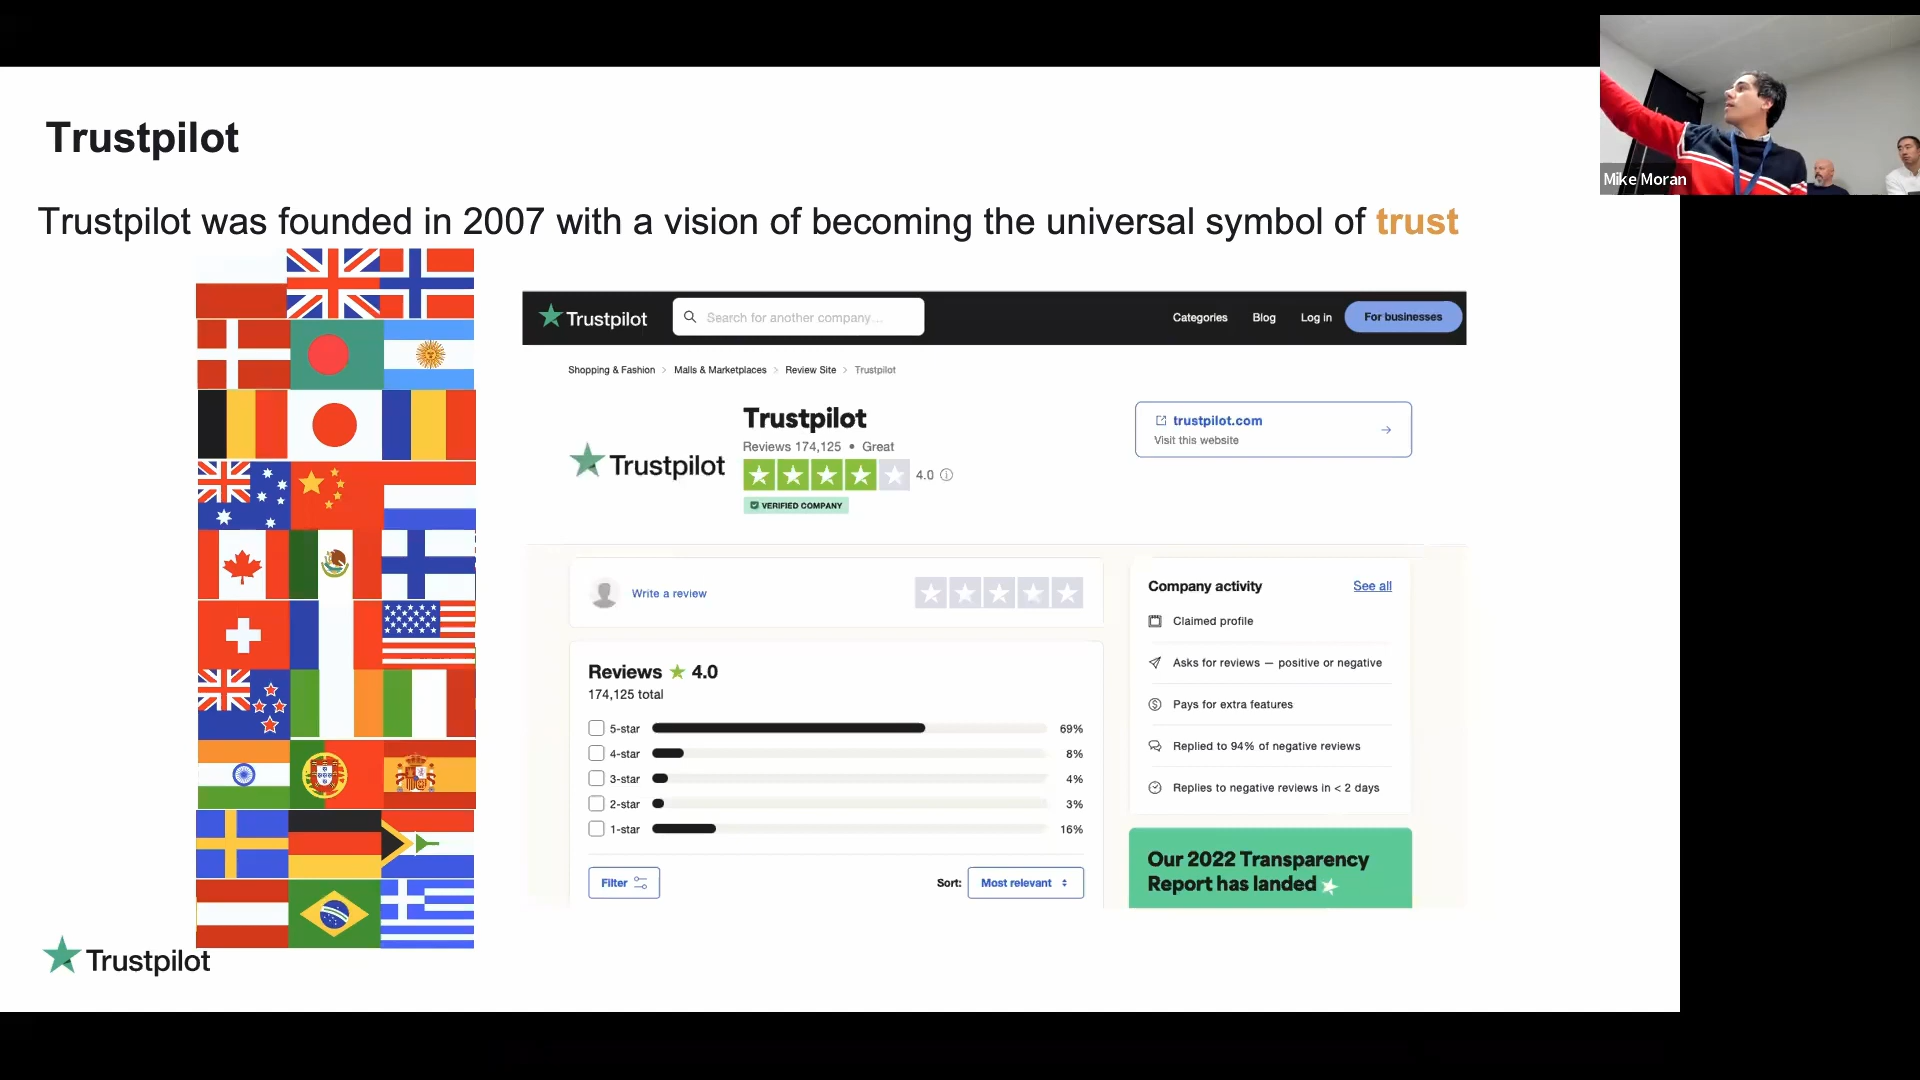 Trustpilot
Trustpilot was founded in 2007 with a vision of becoming the universal symbol of trust
Mike Moran
Trustpilot
Search for another company...
Categories
Blog
Log in
For businesses
Shopping & Fashion
Malls & Marketplaces
Review Site
Trustpilot
Trustpilot
Trustpilot
Reviews 174,125 • Great
4.0
VERIFIED COMPANY
trustpilot.com
Visit this website
Write a review
Reviews 4.0
174,125 total
5-star 69%
4-star 8%
3-star 4%
2-star 3%
1-star 16%
Filter
Sort:
Most relevant
Company activity
See all
Claimed profile
Asks for reviews — positive or negative
Pays for extra features
Replied to 94% of negative reviews
Replies to negative reviews in < 2 days
Our 2022 Transparency
Report has landed
Trustpilot